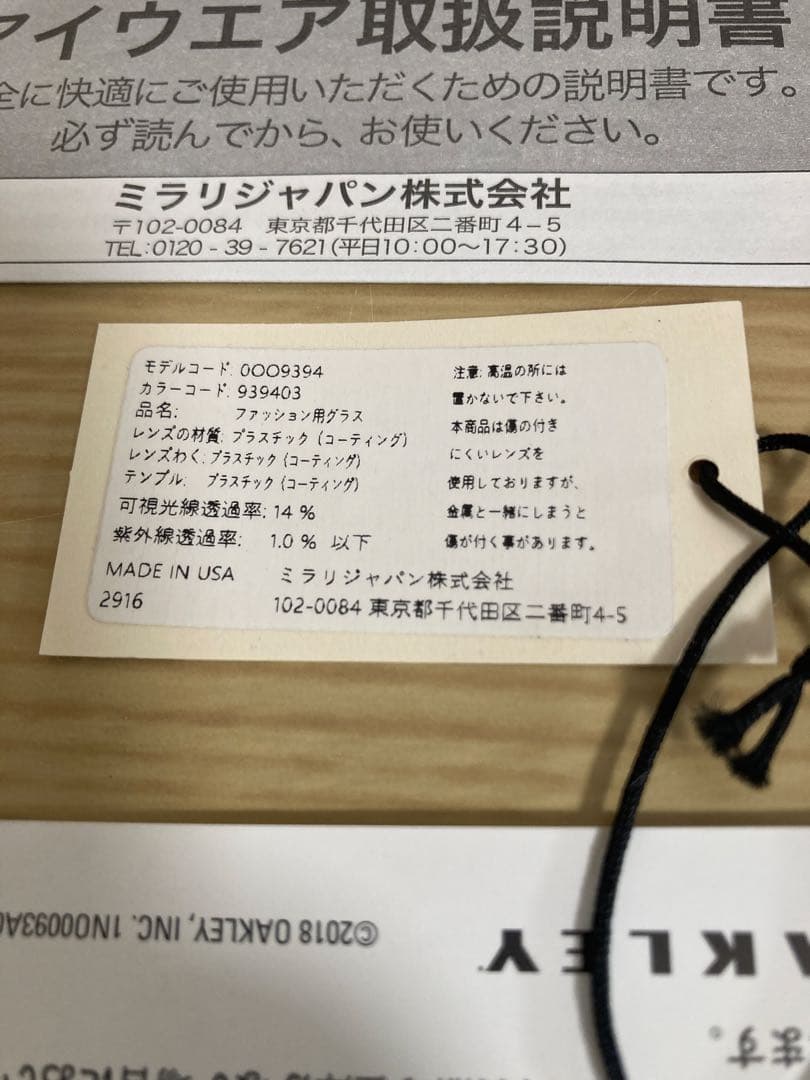 アイウエア取扱説明書
全に快適にご使用いただくための説明書です。
必ず読んでから、お使いください。
ミラリジャパン株式会社
〒102-0084 東京都千代田区二番町4-5
TEL:0120-39-7621(平日10:00〜17:30)
モデルコード: 0OO9394
カラーコード: 939403
品名: ファッション用グラス
レンズの材質: プラスチック (コーティング)
レンズわく: プラスチック (コーティング)
テンプル: プラスチック (コーティング)
可視光線透過率: 14 %
紫外線透過率: 1.0 % 以下
MADE IN USA ミラリジャパン株式会社
2916 102-0084 東京都千代田区二番町4-5
注意: 高温の所には
置かないで下さい。
本商品は傷の付き
にくいレンズを
使用しておりますが、
金属と一緒にしまうと
傷が付く事があります。
©2018 OAKLEY, INC.
AKLEY
ます。